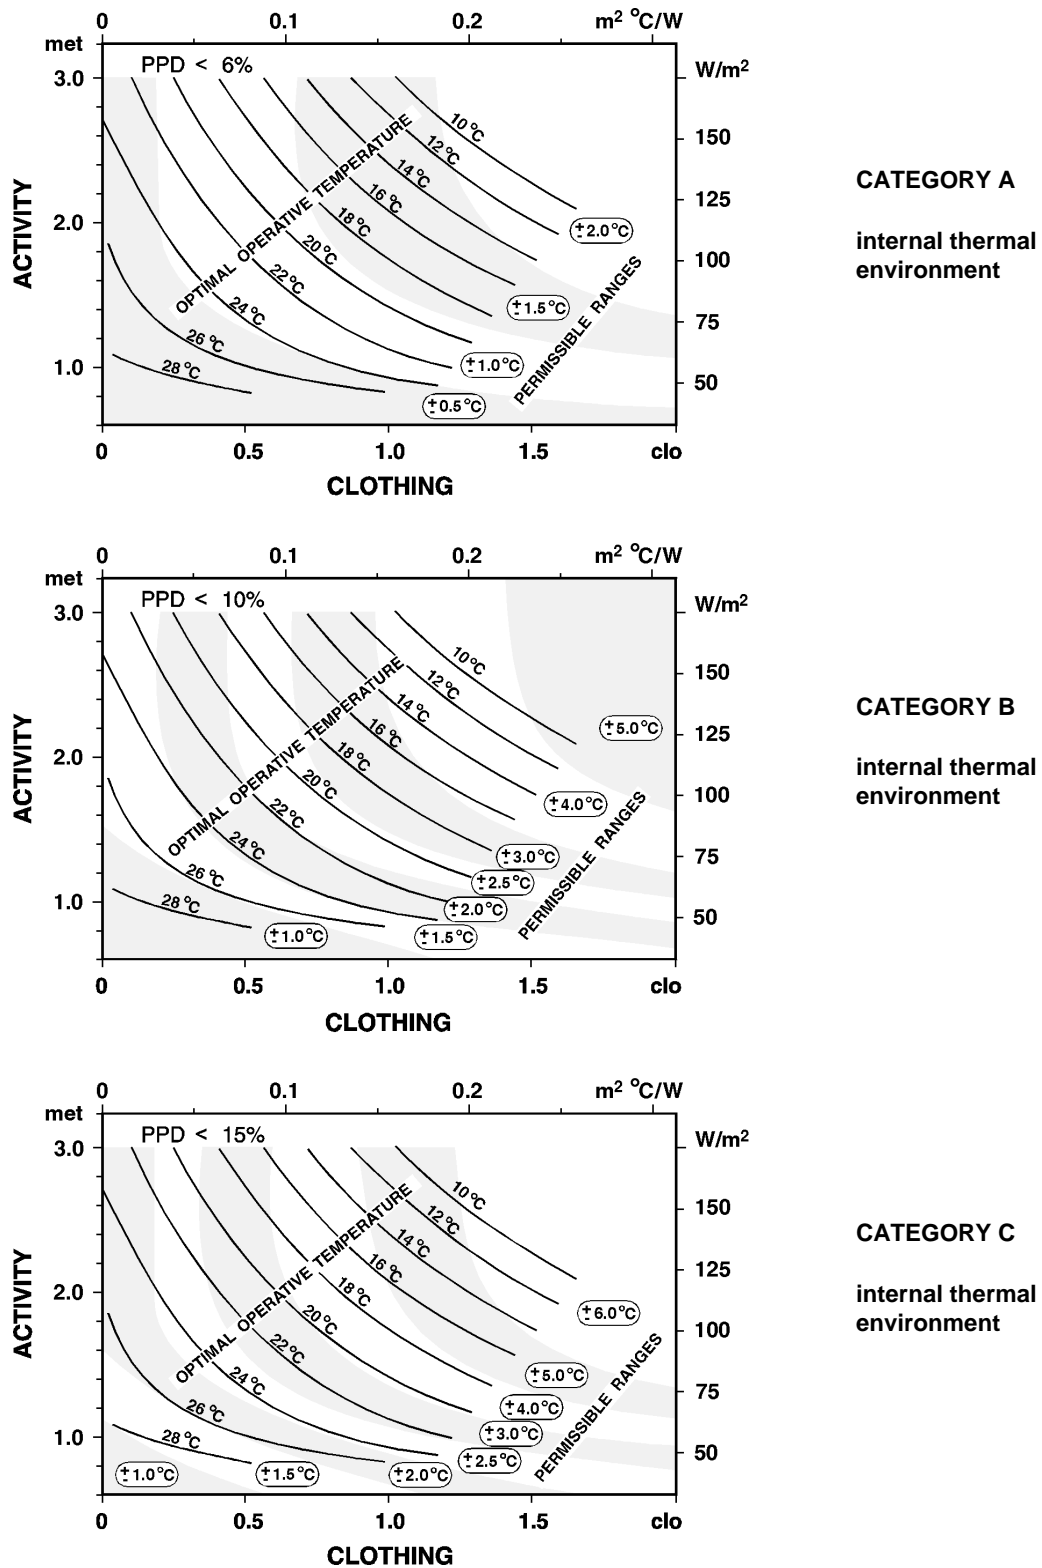 0 0.1 0.2 m² °C/W
met
PPD < 6%
W/m²
3.0
2.0
1.0
ACTIVITY
150
125
100
75
50
10°C
12°C
14°C
16°C
18°C
20°C
22°C
24°C
26°C
28°C
OPTIMAL OPERATIVE TEMPERATURE
PERMISSIBLE RANGES
±2.0°C
±1.5°C
±1.0°C
±0.5°C
0 0.5 1.0 1.5 clo
CLOTHING
CATEGORY A
internal thermal
environment
0 0.1 0.2 m² °C/W
met
PPD < 10%
W/m²
3.0
2.0
1.0
ACTIVITY
150
125
100
75
50
10°C
12°C
14°C
16°C
18°C
20°C
22°C
24°C
26°C
28°C
OPTIMAL OPERATIVE TEMPERATURE
PERMISSIBLE RANGES
±5.0°C
±4.0°C
±3.0°C
±2.5°C
±2.0°C
±1.5°C
±1.0°C
0 0.5 1.0 1.5 clo
CLOTHING
CATEGORY B
internal thermal
environment
0 0.1 0.2 m² °C/W
met
PPD < 15%
W/m²
3.0
2.0
1.0
ACTIVITY
150
125
100
75
50
10°C
12°C
14°C
16°C
18°C
20°C
22°C
24°C
26°C
28°C
OPTIMAL OPERATIVE TEMPERATURE
PERMISSIBLE RANGES
±6.0°C
±5.0°C
±4.0°C
±3.0°C
±2.5°C
±2.0°C
±1.5°C
±1.0°C
0 0.5 1.0 1.5 clo
CLOTHING
CATEGORY C
internal thermal
environment